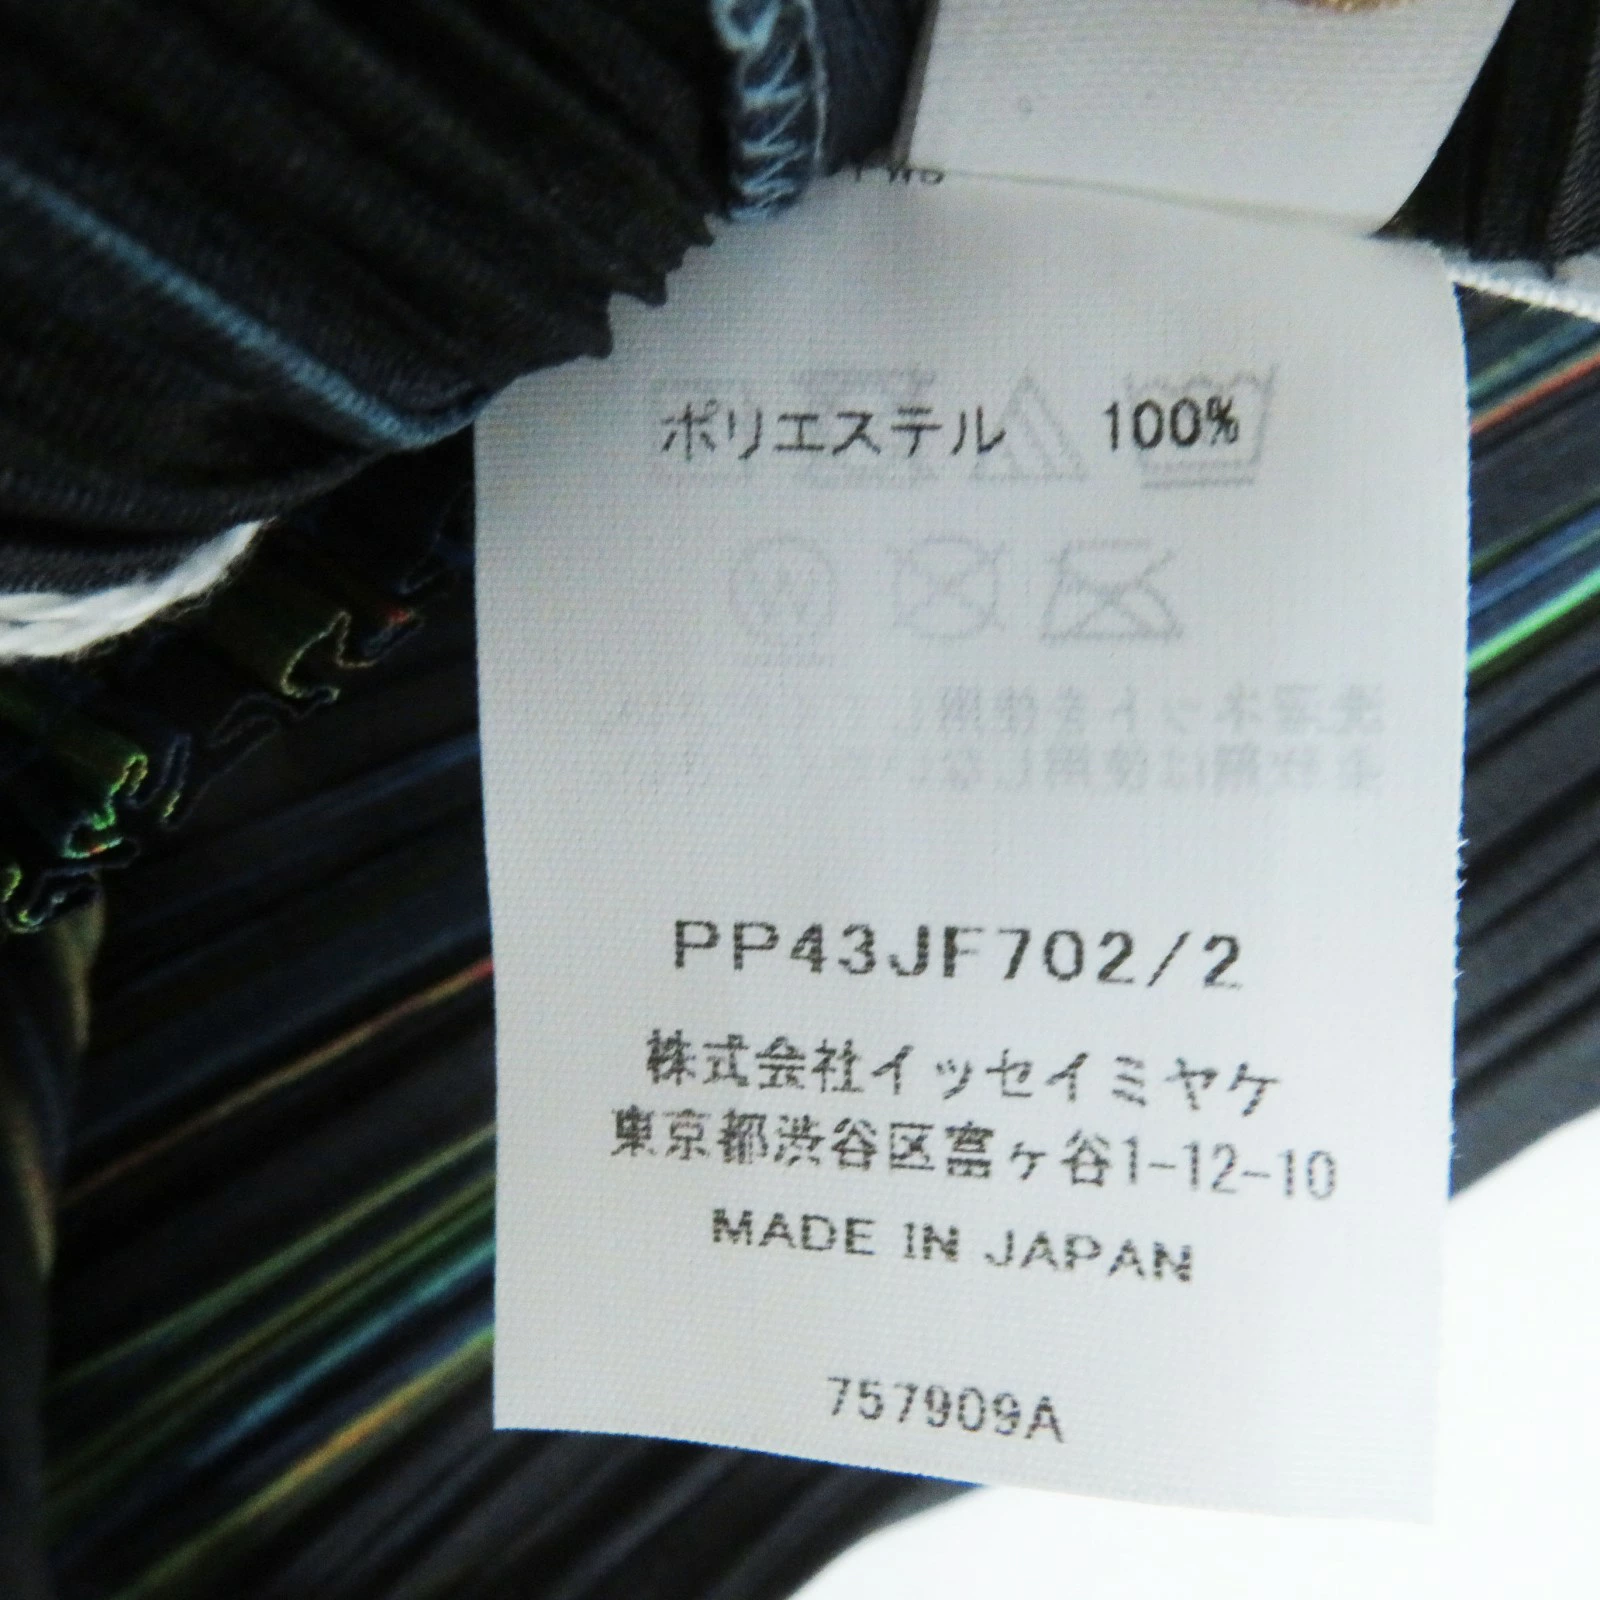 ポリエステル 100%
PP43JF702/2
株式会社イッセイミヤケ
東京都渋谷区富ヶ谷1-12-10
MADE IN JAPAN
757909A